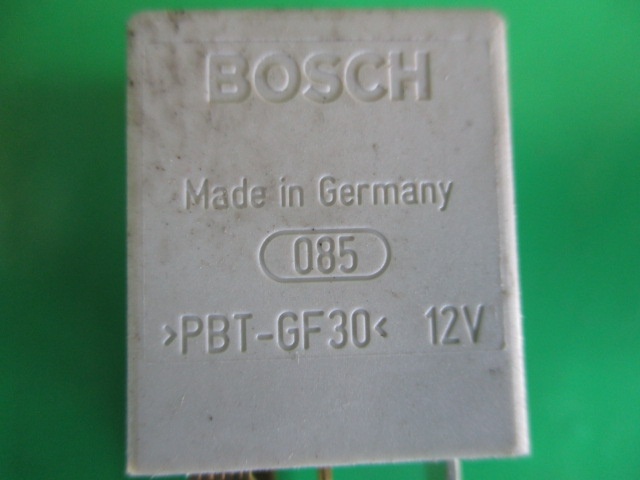 BOSCH
Made in Germany
085
>PBT-GF30< 12V